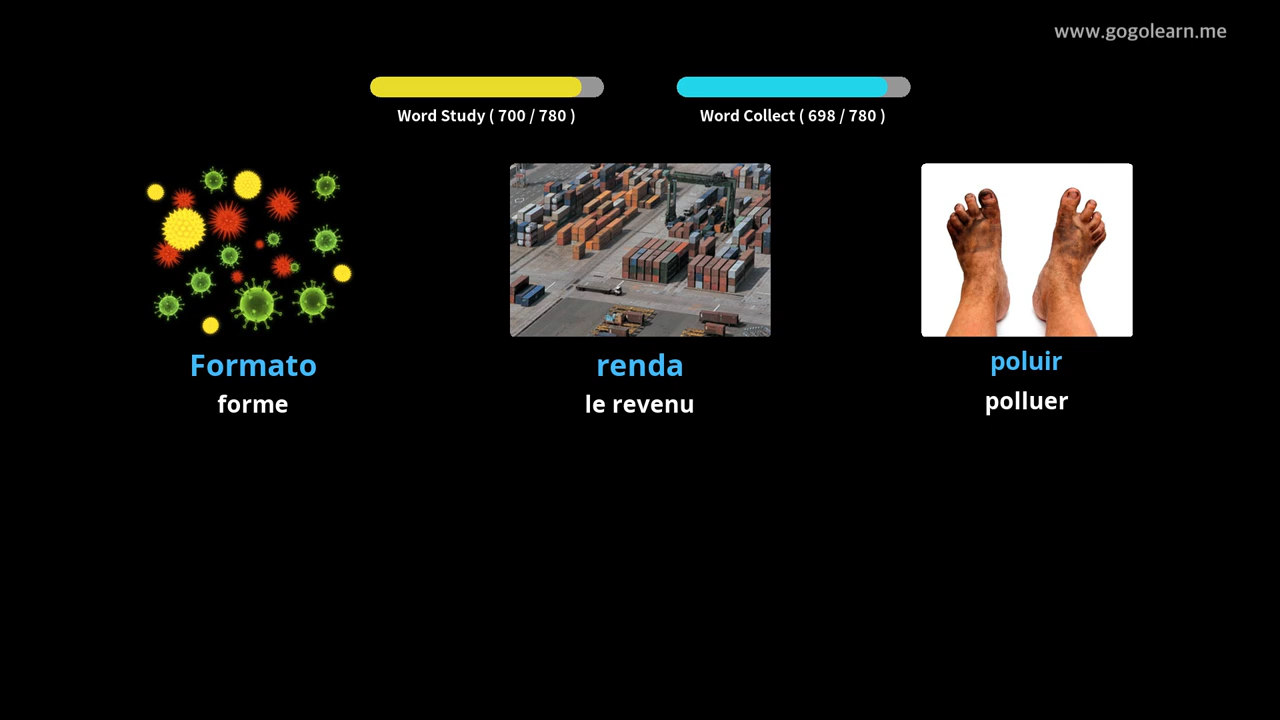 www.gogolearn.me
Word Study ( 700 / 780 )
Word Collect ( 698 / 780 )
Formato
forme
renda
le revenu
poluir
polluer